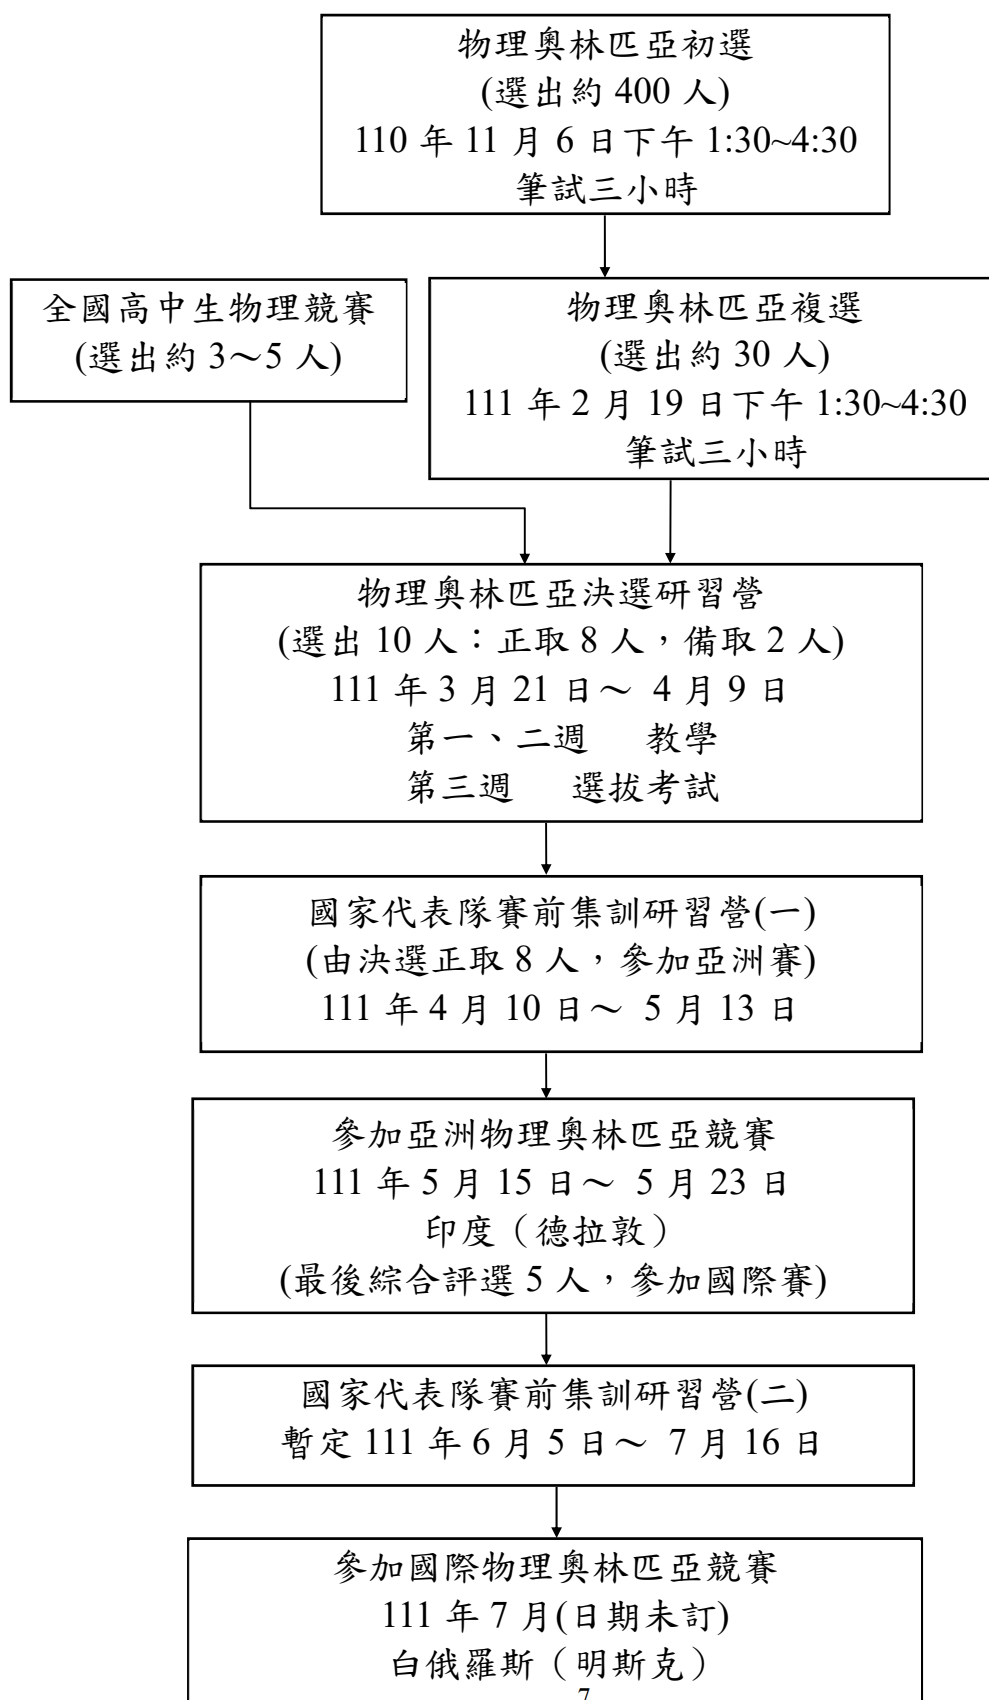 物理奧林匹亞初選
(選出約 400 人)
110 年 11 月 6 日下午 1:30~4:30
筆試三小時
全國高中生物理競賽
(選出約 3～5 人)
物理奧林匹亞複選
(選出約 30 人)
111 年 2 月 19 日下午 1:30~4:30
筆試三小時
物理奧林匹亞決選研習營
(選出 10 人：正取 8 人，備取 2 人)
111 年 3 月 21 日～ 4 月 9 日
第一、二週 教學
第三週 選拔考試
國家代表隊賽前集訓研習營(一)
(由決選正取 8 人，參加亞洲賽)
111 年 4 月 10 日～ 5 月 13 日
參加亞洲物理奧林匹亞競賽
111 年 5 月 15 日～ 5 月 23 日
印度（德拉敦）
(最後綜合評選 5 人，參加國際賽)
國家代表隊賽前集訓研習營(二)
暫定 111 年 6 月 5 日～ 7 月 16 日
參加國際物理奧林匹亞競賽
111 年 7 月(日期未訂)
白俄羅斯（明斯克）
7